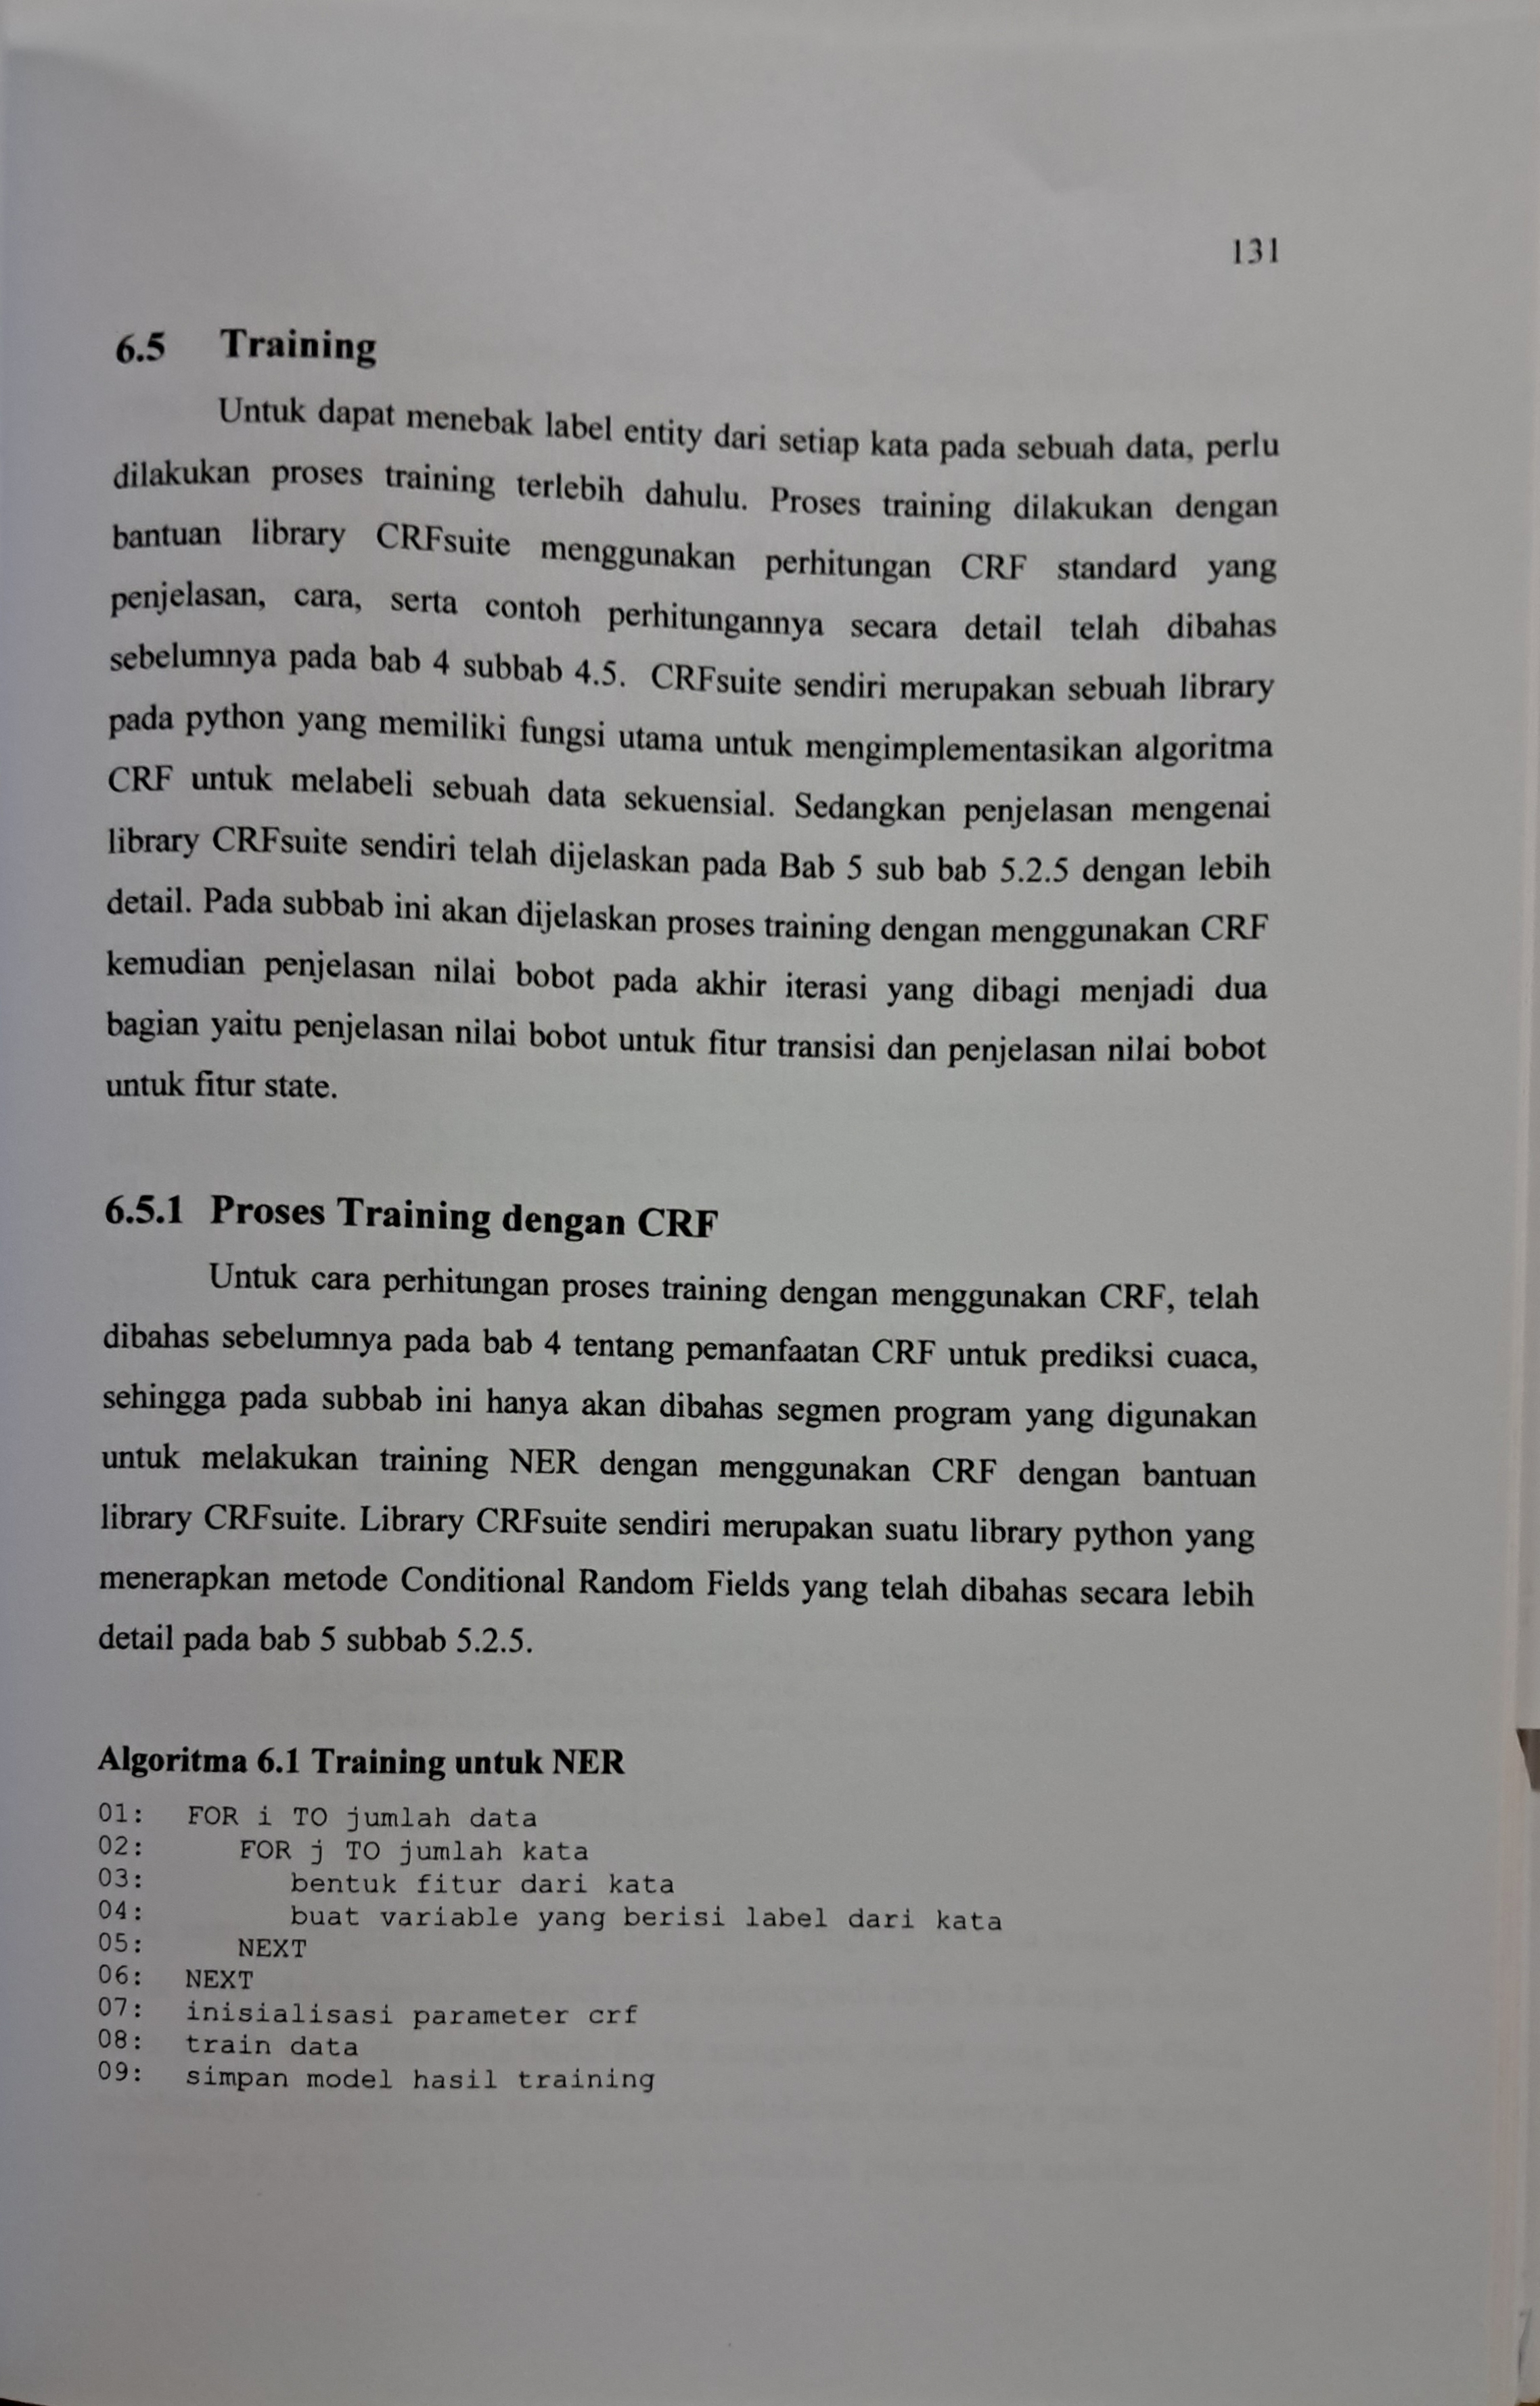 131
6.5 Training
Untuk dapat menebak label entity dari setiap kata pada sebuah data, perlu
dilakukan proses training terlebih dahulu. Proses training dilakukan dengan
bantuan library CRFsuite menggunakan perhitungan CRF standard yang
penjelasan, cara, serta contoh perhitungannya secara detail telah dibahas
sebelumnya pada bab 4 subbab 4.5. CRFsuite sendiri merupakan sebuah library
pada python yang memiliki fungsi utama untuk mengimplementasikan algoritma
CRF untuk melabeli sebuah data sekuensial. Sedangkan penjelasan mengenai
library CRFsuite sendiri telah dijelaskan pada Bab 5 sub bab 5.2.5 dengan lebih
detail. Pada subbab ini akan dijelaskan proses training dengan menggunakan CRF
kemudian penjelasan nilai bobot pada akhir iterasi yang dibagi menjadi dua
bagian yaitu penjelasan nilai bobot untuk fitur transisi dan penjelasan nilai bobot
untuk fitur state.
6.5.1 Proses Training dengan CRF
Untuk cara perhitungan proses training dengan menggunakan CRF, telah
dibahas sebelumnya pada bab 4 tentang pemanfaatan CRF untuk prediksi cuaca,
sehingga pada subbab ini hanya akan dibahas segmen program yang digunakan
untuk melakukan training NER dengan menggunakan CRF dengan bantuan
library CRFsuite. Library CRFsuite sendiri merupakan suatu library python yang
menerapkan metode Conditional Random Fields yang telah dibahas secara lebih
detail pada bab 5 subbab 5.2.5.
Algoritma 6.1 Training untuk NER
01: FOR i TO jumlah data
02: FOR j TO jumlah kata
03: bentuk fitur dari kata
04: buat variable yang berisi label dari kata
05: NEXT
06: NEXT
07: inisialisasi parameter crf
08: train data
09: simpan model hasil training